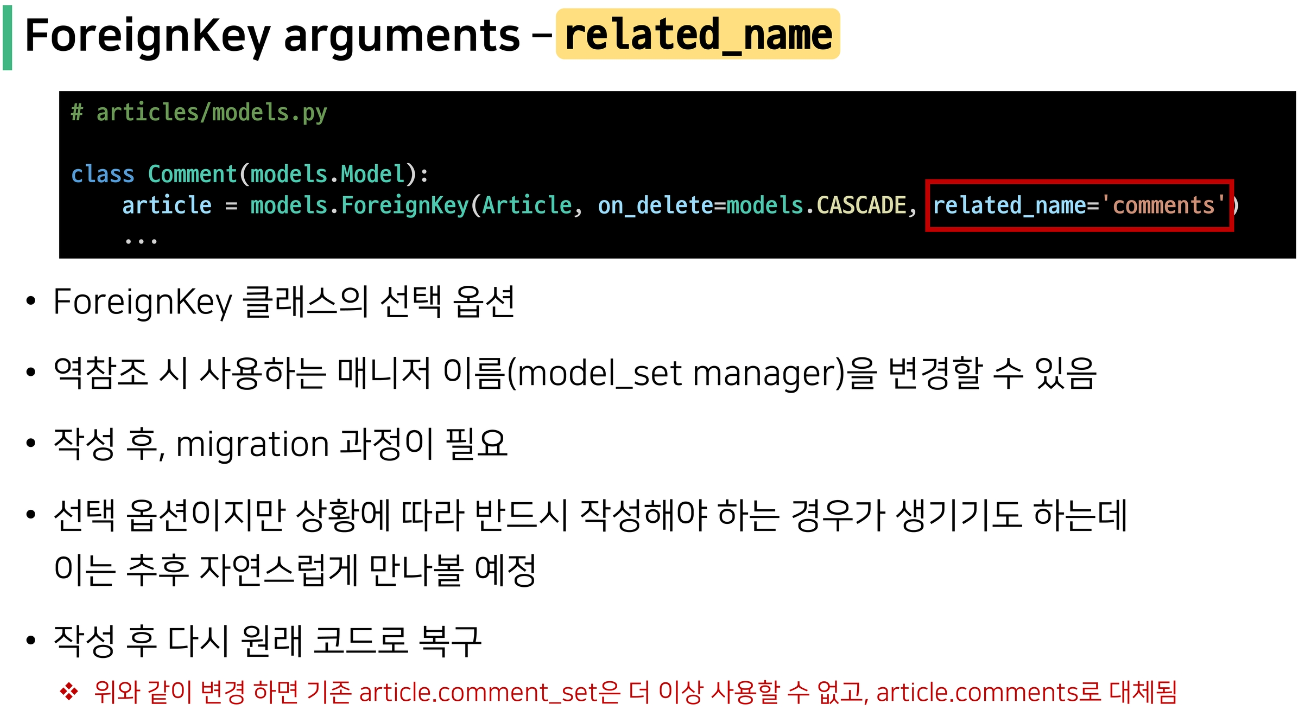 ForeignKey arguments – related_name
# articles/models.py
class Comment(models.Model):
    article = models.ForeignKey(Article, on_delete=models.CASCADE, related_name='comments')
    ...
• ForeignKey 클래스의 선택 옵션
• 역참조 시 사용하는 매니저 이름(model_set manager)을 변경할 수 있음
• 작성 후, migration 과정이 필요
• 선택 옵션이지만 상황에 따라 반드시 작성해야 하는 경우가 생기기도 하는데
이는 추후 자연스럽게 만나볼 예정
• 작성 후 다시 원래 코드로 복구
❖ 위와 같이 변경 하면 기존 article.comment_set은 더 이상 사용할 수 없고, article.comments로 대체됨